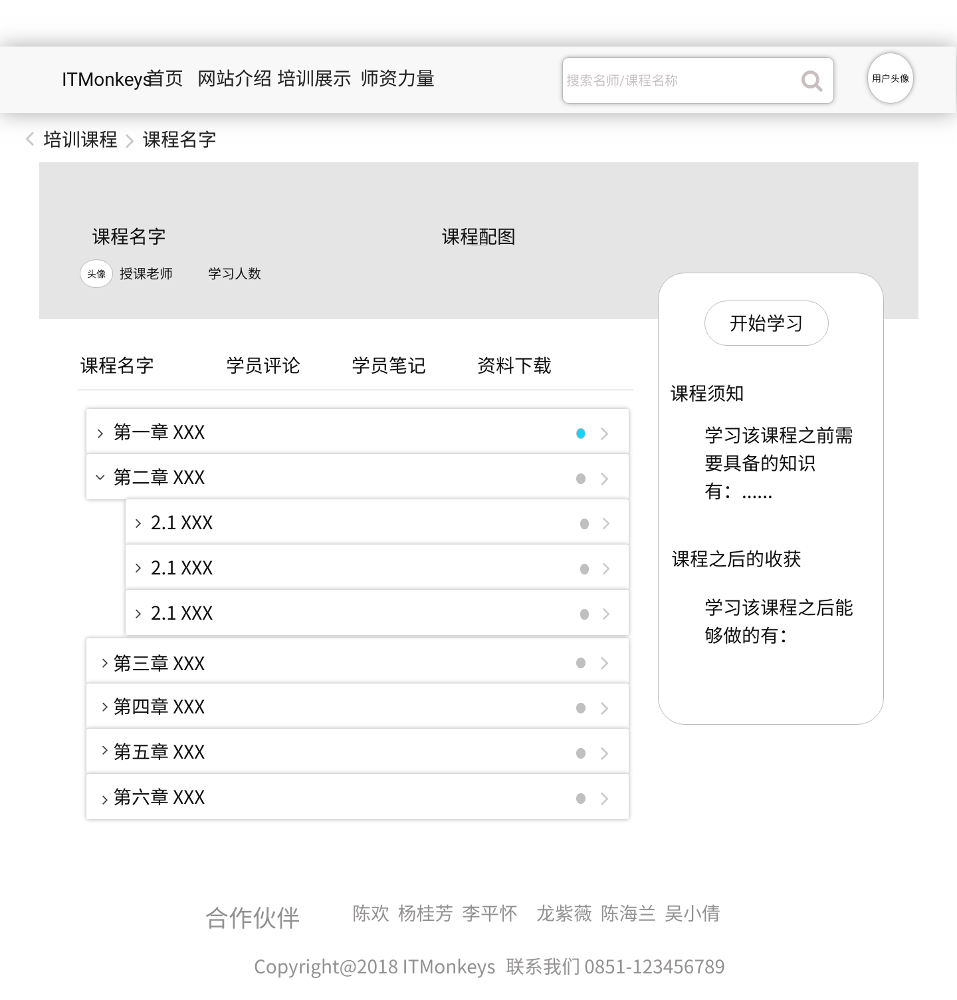 ITMonkeys 首页 网站介绍 培训展示 师资力量 搜索名师/课程名称 用户头像
培训课程 课程名字
课程名字 课程配图
头像 授课老师 学习人数
开始学习
课程名字 学员评论 学员笔记 资料下载
课程须知
学习该课程之前需
要具备的知识
有：……
课程之后的收获
学习该课程之后能
够做的有：
第一章 XXX
第二章 XXX
2.1 XXX
2.1 XXX
2.1 XXX
第三章 XXX
第四章 XXX
第五章 XXX
第六章 XXX
合作伙伴 陈欢 杨桂芳 李平怀 龙紫薇 陈海兰 吴小倩
Copyright@2018 ITMonkeys 联系我们 0851-123456789